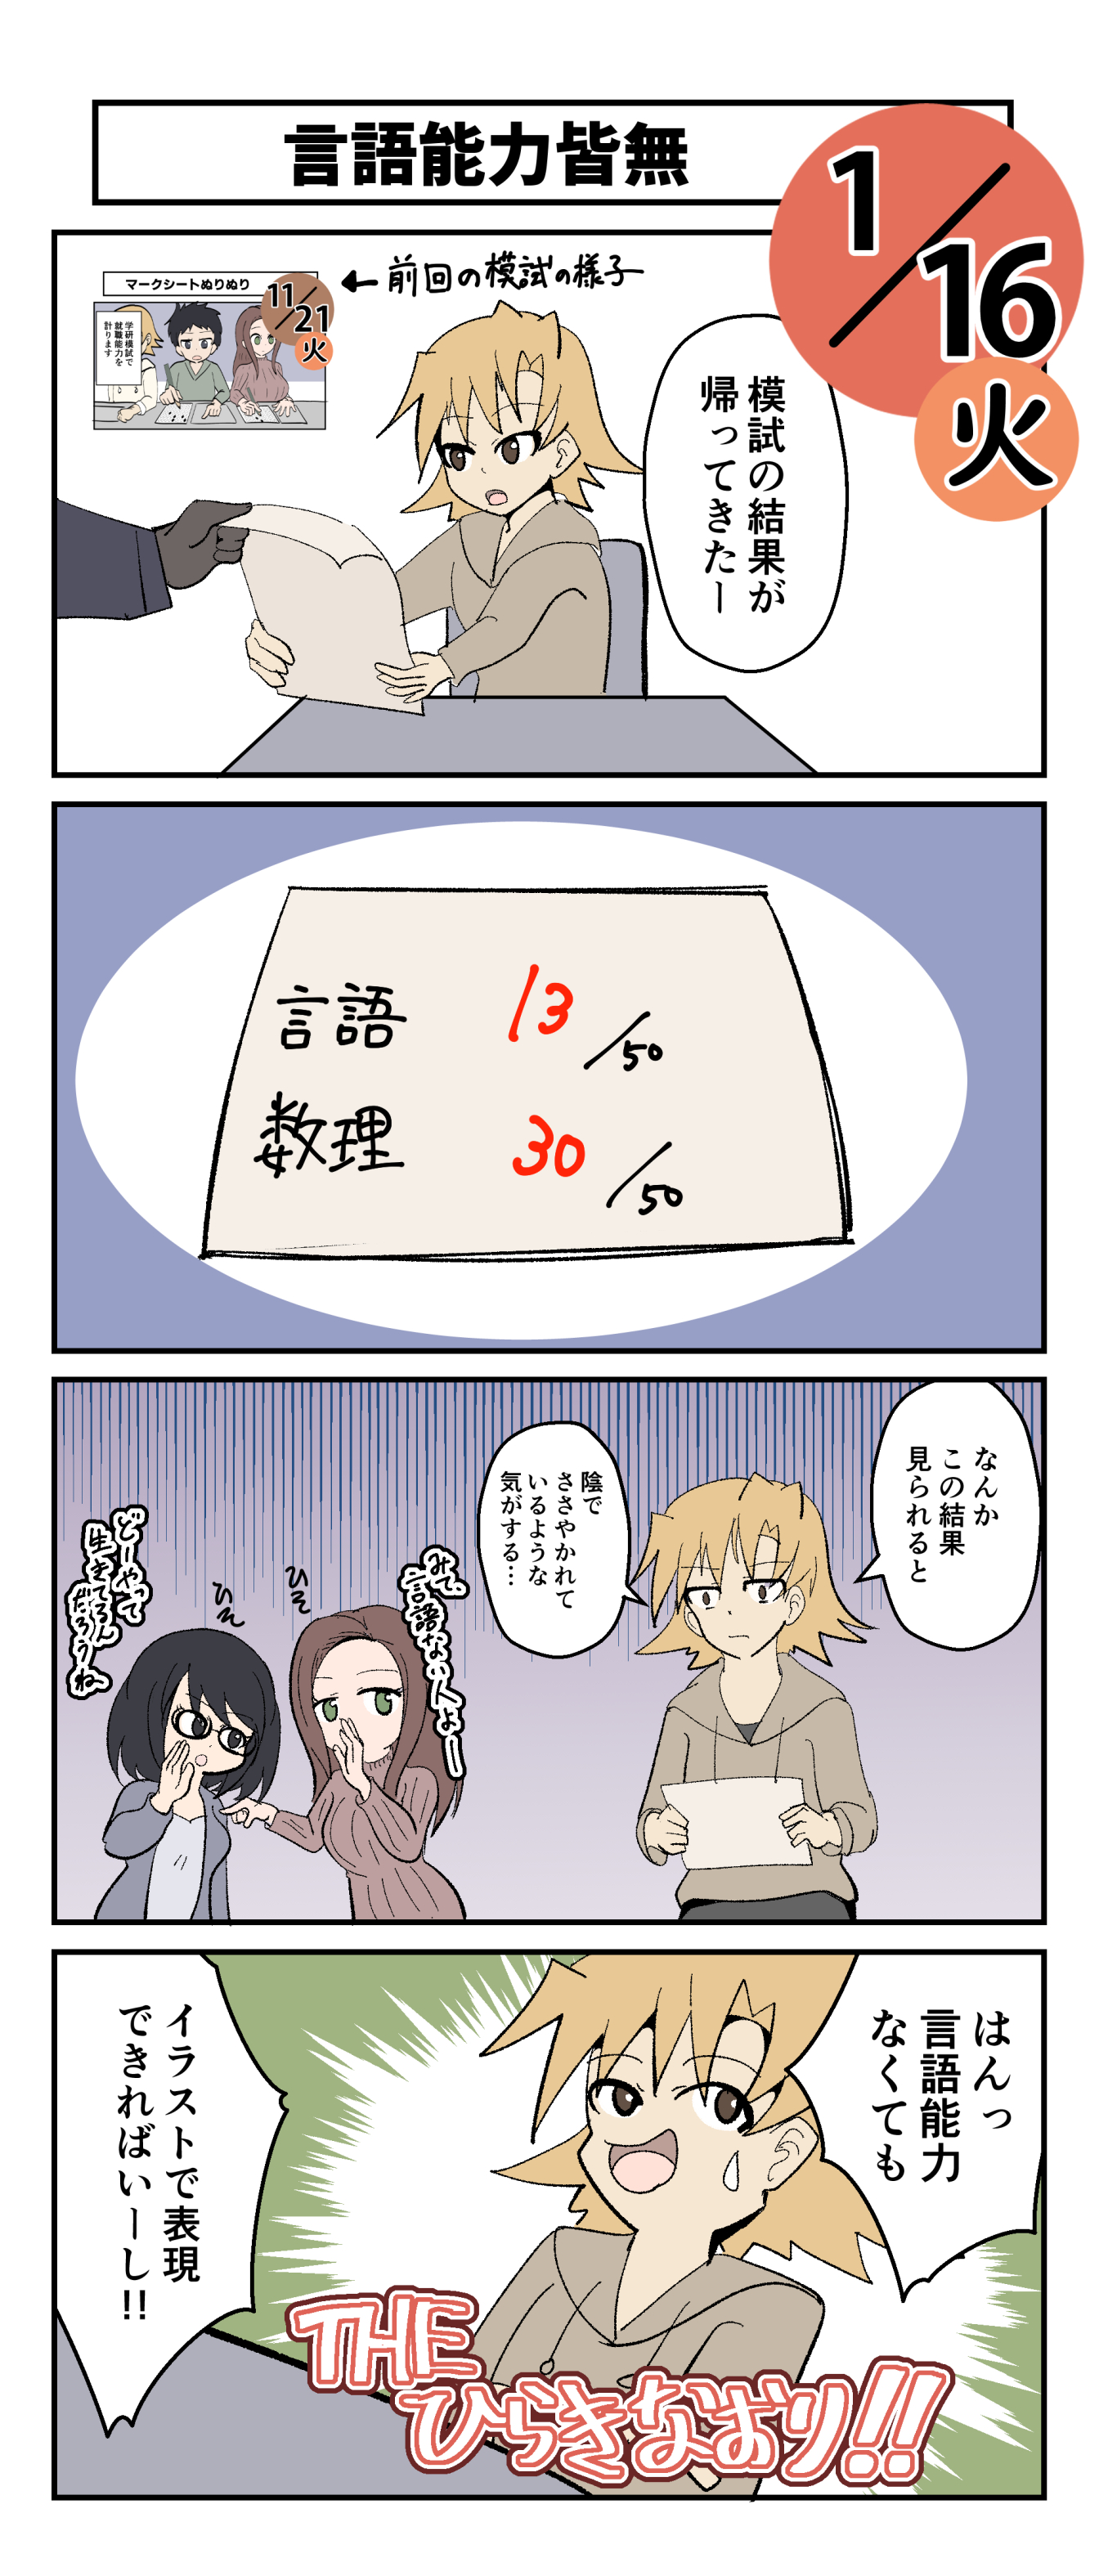 言語能力皆無
1/16
火
←前回の模試の様子
マークシートぬりぬり
11/21
火
学研模試で
就職能力を
計ります
模試の結果が
帰ってきたー
言語 13/50
数理 30/50
なんか
この結果
見られると
陰で
ささやかれて
いるような
気がする…
みて、
言語ない人よー
ひそ
ひそ
どーやって
生きてるん
だろうね
はんっ
言語能力
なくても
イラストで表現
できればいーし!!
THE
ひらきなおり!!